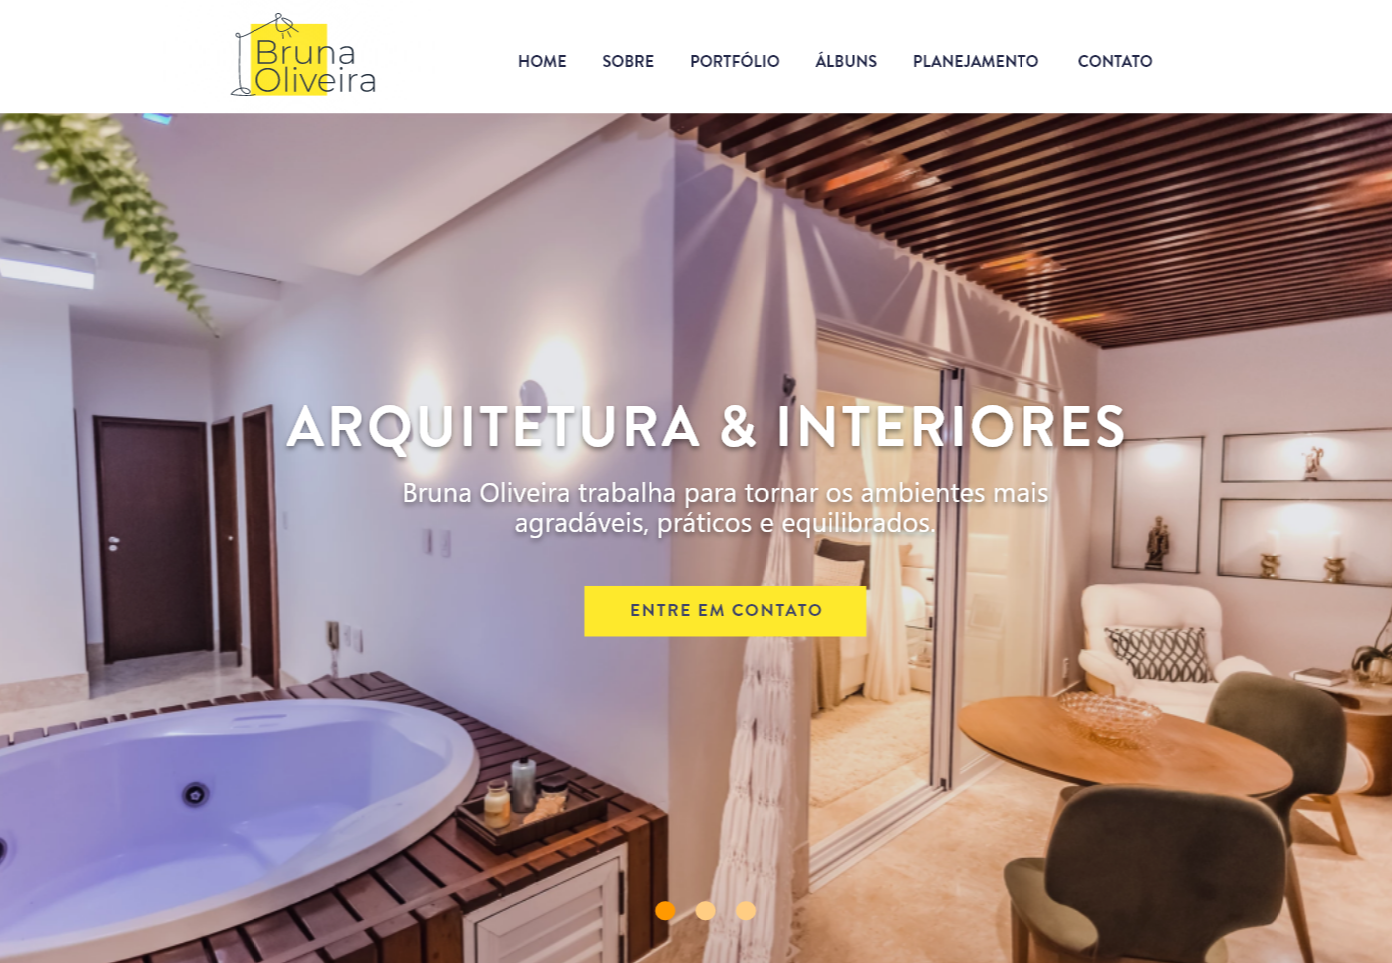 Bruna
Oliveira
HOME SOBRE PORTFÓLIO ÁLBUNS PLANEJAMENTO CONTATO
ARQUITETURA & INTERIORES
Bruna Oliveira trabalha para tornar os ambientes mais
agradáveis, práticos e equilibrados.
ENTRE EM CONTATO